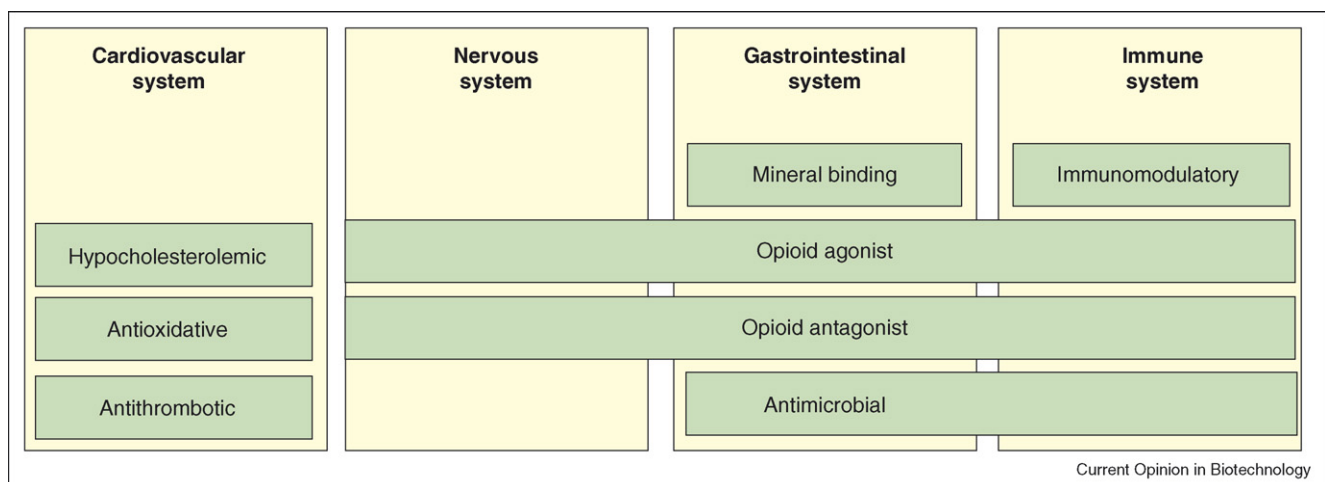 Cardiovascular
system
Nervous
system
Gastrointestinal
system
Immune
system
Mineral binding
Immunomodulatory
Hypocholesterolemic
Opioid agonist
Antioxidative
Opioid antagonist
Antithrombotic
Antimicrobial
Current Opinion in Biotechnology